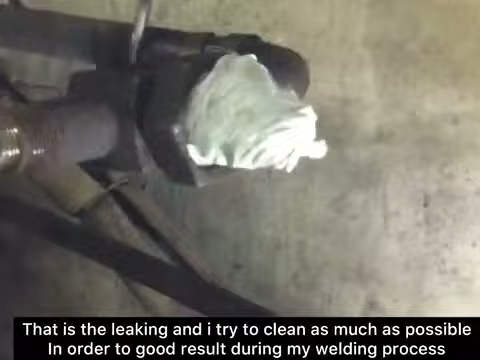 That is the leaking and i try to clean as much as possible
In order to good result during my welding process